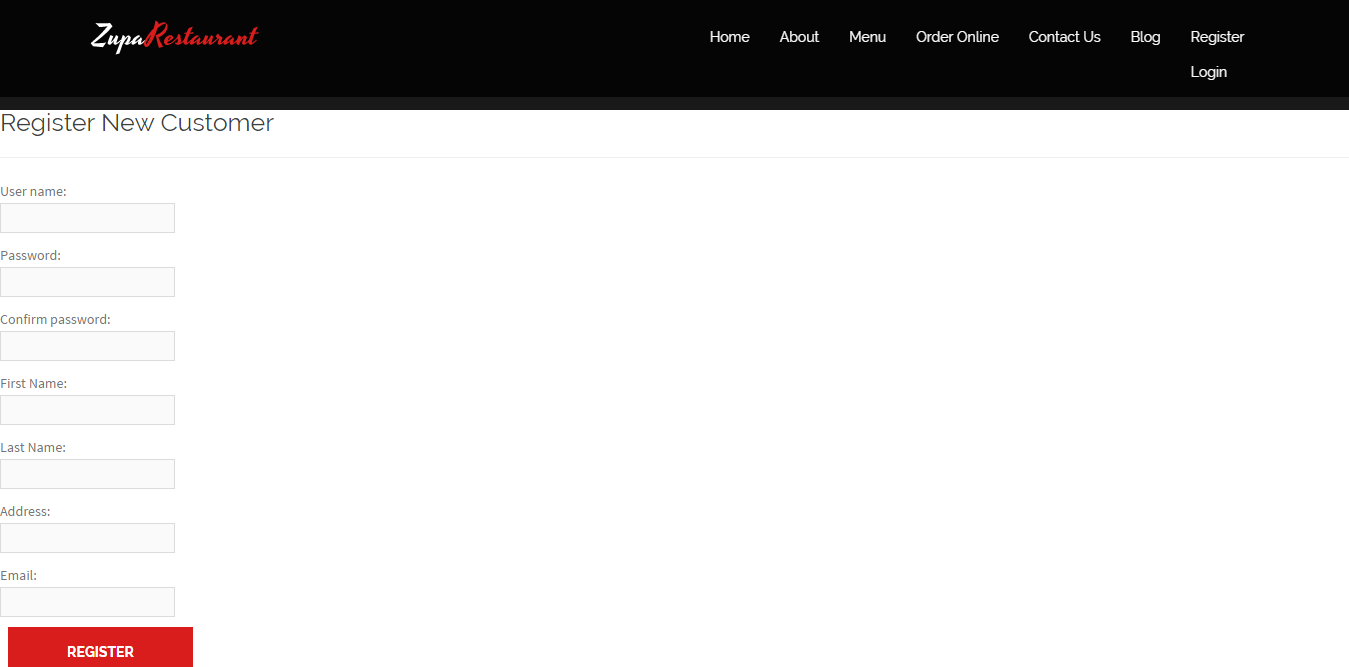 ZupaRestaurant
Home About Menu Order Online Contact Us Blog Register
Login
Register New Customer
User name:
Password:
Confirm password:
First Name:
Last Name:
Address:
Email:
REGISTER